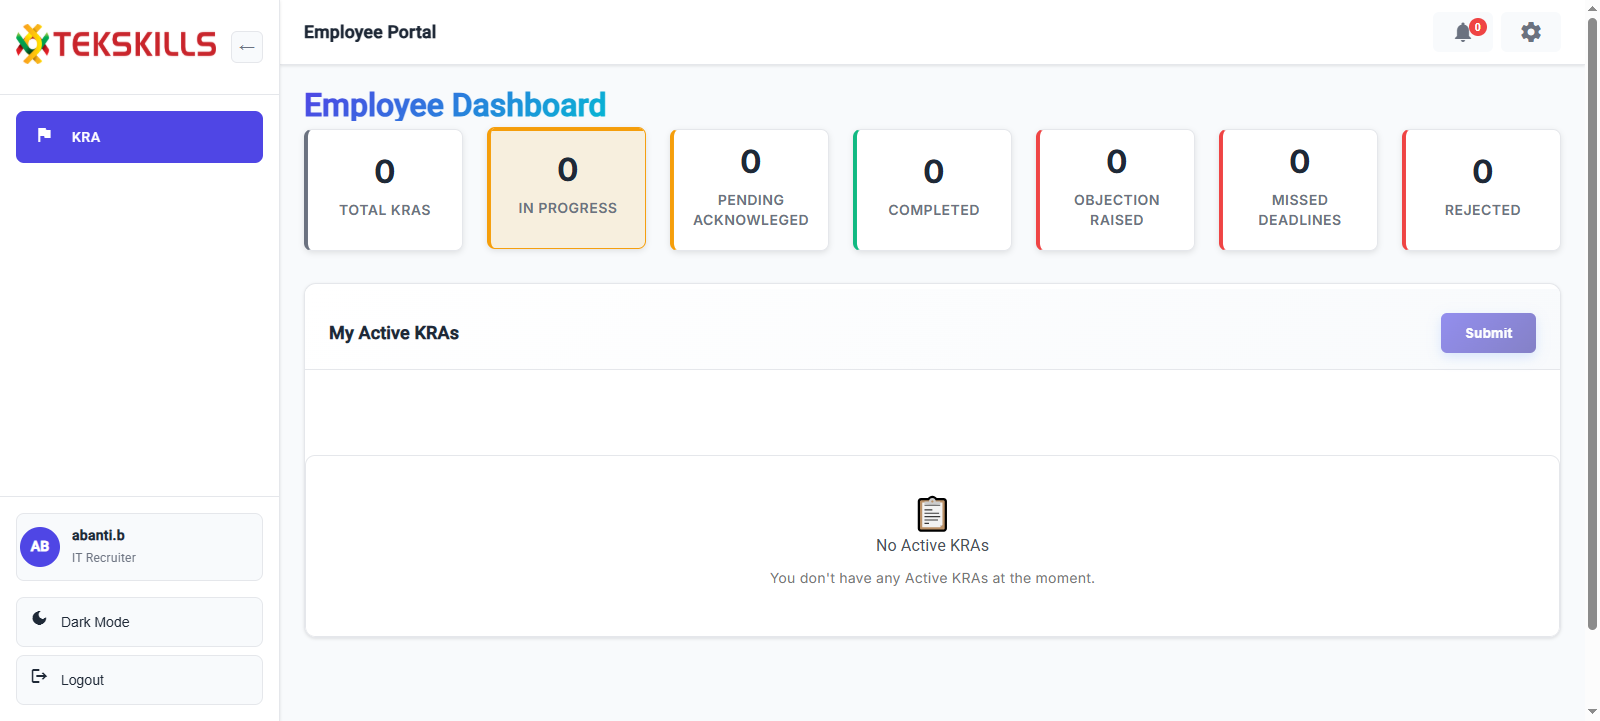 TEKSKILLS
←
KRA
abanti.b
AB
IT Recruiter
Dark Mode
Logout
Employee Portal
0
Employee Dashboard
0
TOTAL KRAS
0
IN PROGRESS
0
PENDING
ACKNOWLEGED
0
COMPLETED
0
OBJECTION
RAISED
0
MISSED
DEADLINES
0
REJECTED
My Active KRAs
Submit
No Active KRAs
You don't have any Active KRAs at the moment.